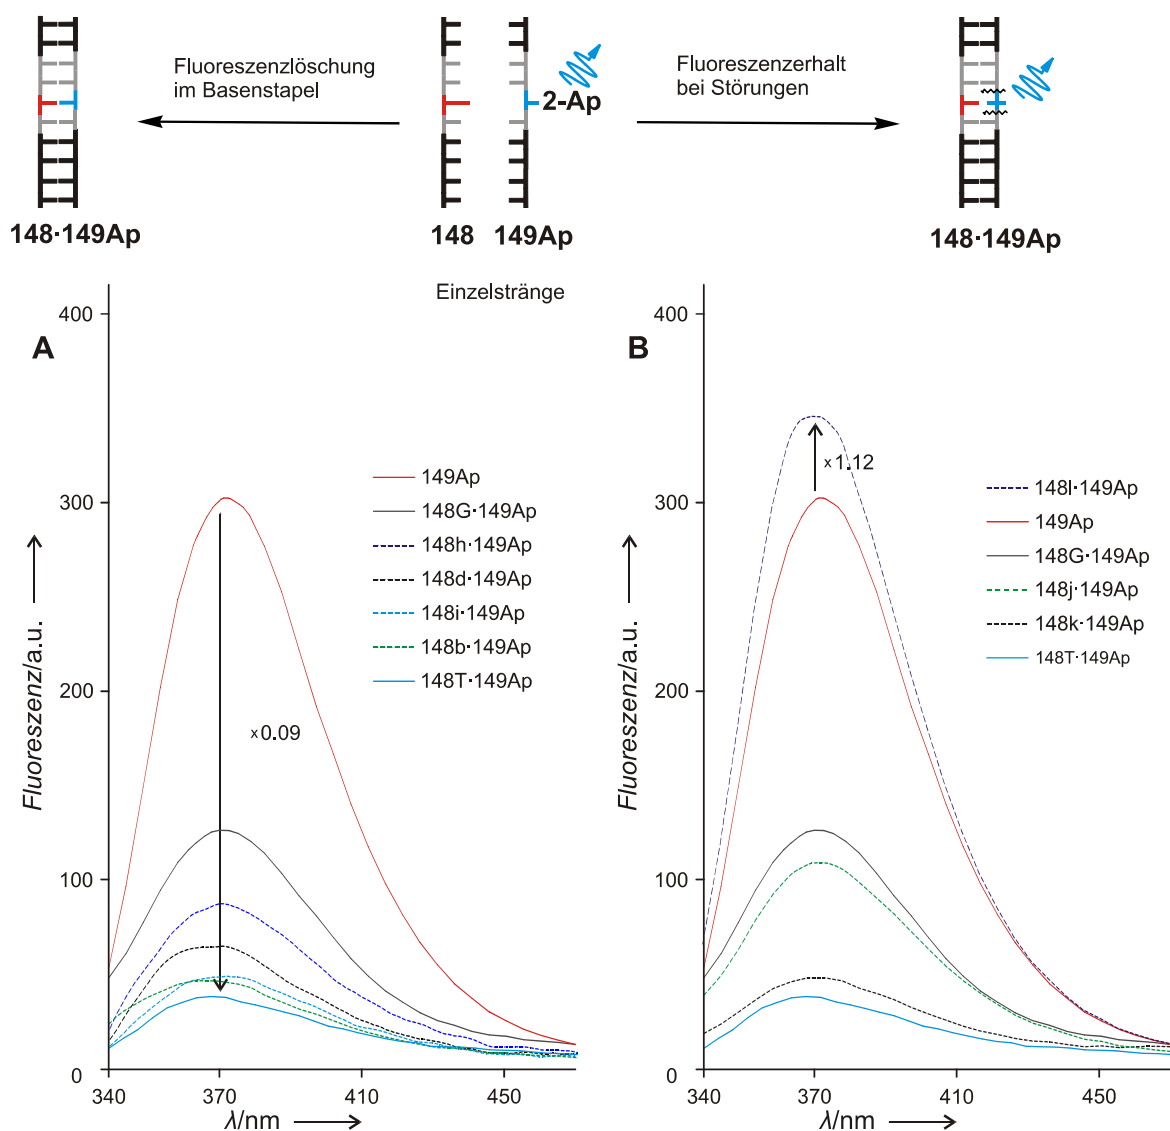 Fluoreszenzlöschung
im Basenstapel
2-Ap
Fluoreszenzerhalt
bei Störungen
148·149Ap
148
149Ap
148·149Ap
Einzelstränge
A
400
300
200
100
0
340
370
410
450
Fluoreszenz/a.u.
λ/nm
×0.09
149Ap
148G·149Ap
148h·149Ap
148d·149Ap
148i·149Ap
148b·149Ap
148T·149Ap
B
400
300
200
100
0
340
370
410
450
Fluoreszenz/a.u.
λ/nm
×1.12
148l·149Ap
149Ap
148G·149Ap
148j·149Ap
148k·149Ap
148T·149Ap